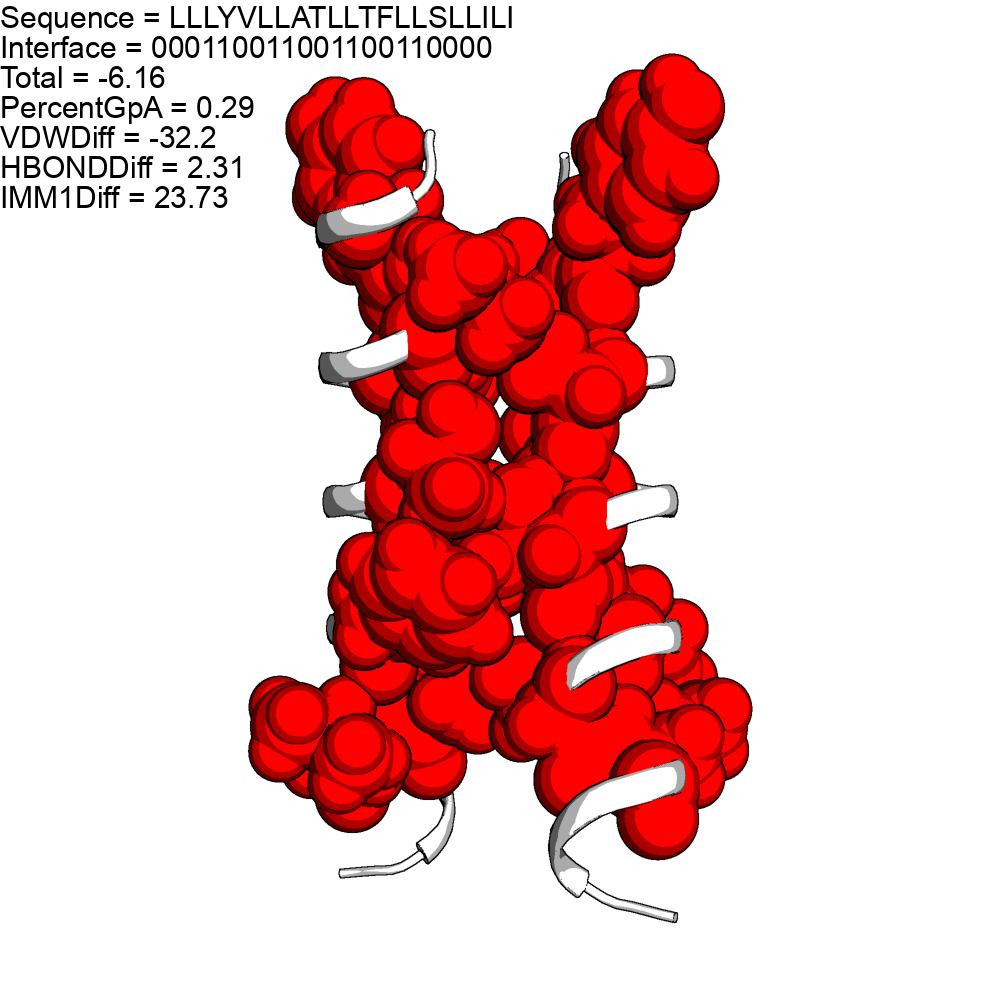 Sequence = LLLYVLLATLLTFLLSLLILI
Interface = 000110011001100110000
Total = -6.16
PercentGpA = 0.29
VDWDiff = -32.2
HBONDDiff = 2.31
IMM1Diff = 23.73